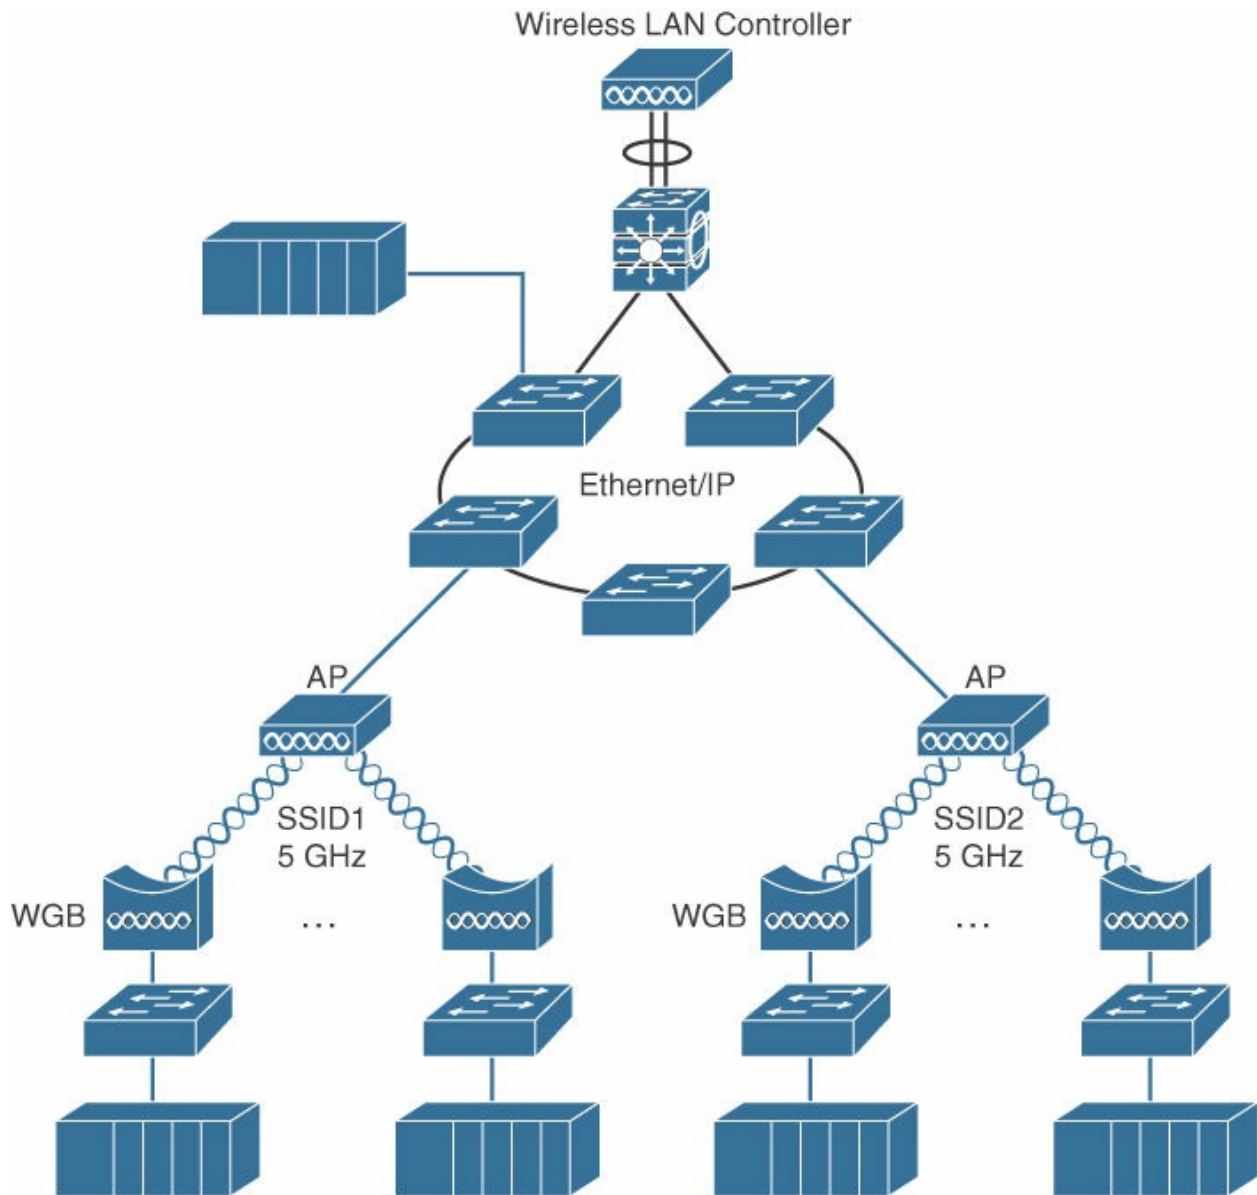 Wireless LAN Controller
Ethernet/IP
AP
AP
SSID1
5 GHz
SSID2
5 GHz
WGB
...
WGB
...